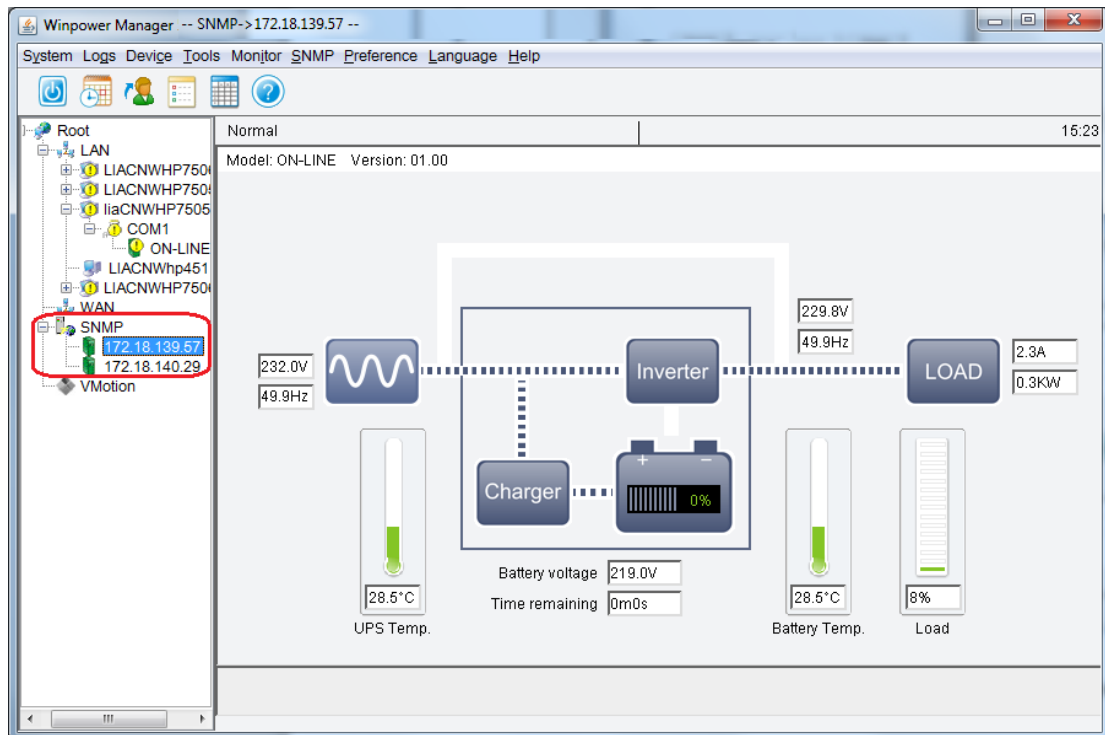 Winpower Manager -- SNMP->172.18.139.57 --
System Logs Device Tools Monitor SNMP Preference Language Help
Root
LAN
LIACNWHP750
LIACNWHP750
liaCNWHP7505
COM1
ON-LINE
LIACNWhp451
LIACNWHP750
WAN
SNMP
172.18.139.57
172.18.140.29
VMotion
Normal 15:23
Model: ON-LINE Version: 01.00
229.8V
49.9Hz
232.0V
49.9Hz
Inverter
LOAD
2.3A
0.3KW
Charger
+ −
0%
Battery voltage 219.0V
Time remaining 0m0s
28.5°C
UPS Temp.
28.5°C
Battery Temp.
8%
Load